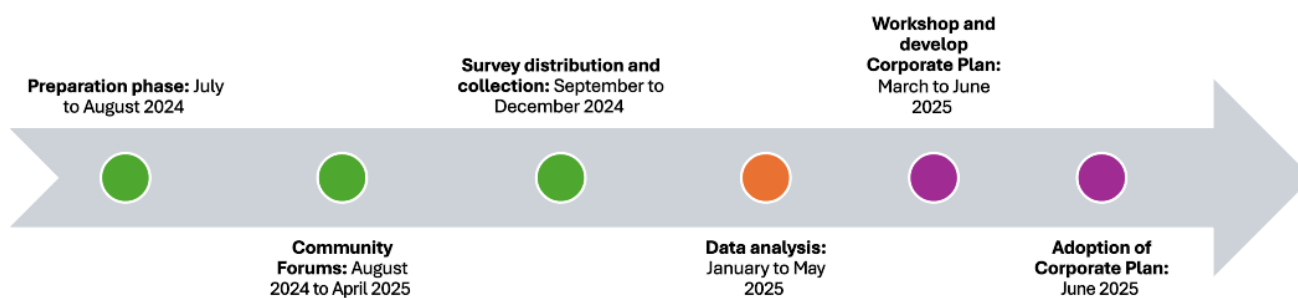 Preparation phase: July
to August 2024
Community
Forums: August
2024 to April 2025
Survey distribution and
collection: September to
December 2024
Data analysis:
January to May
2025
Workshop and
develop
Corporate Plan:
March to June
2025
Adoption of
Corporate Plan:
June 2025